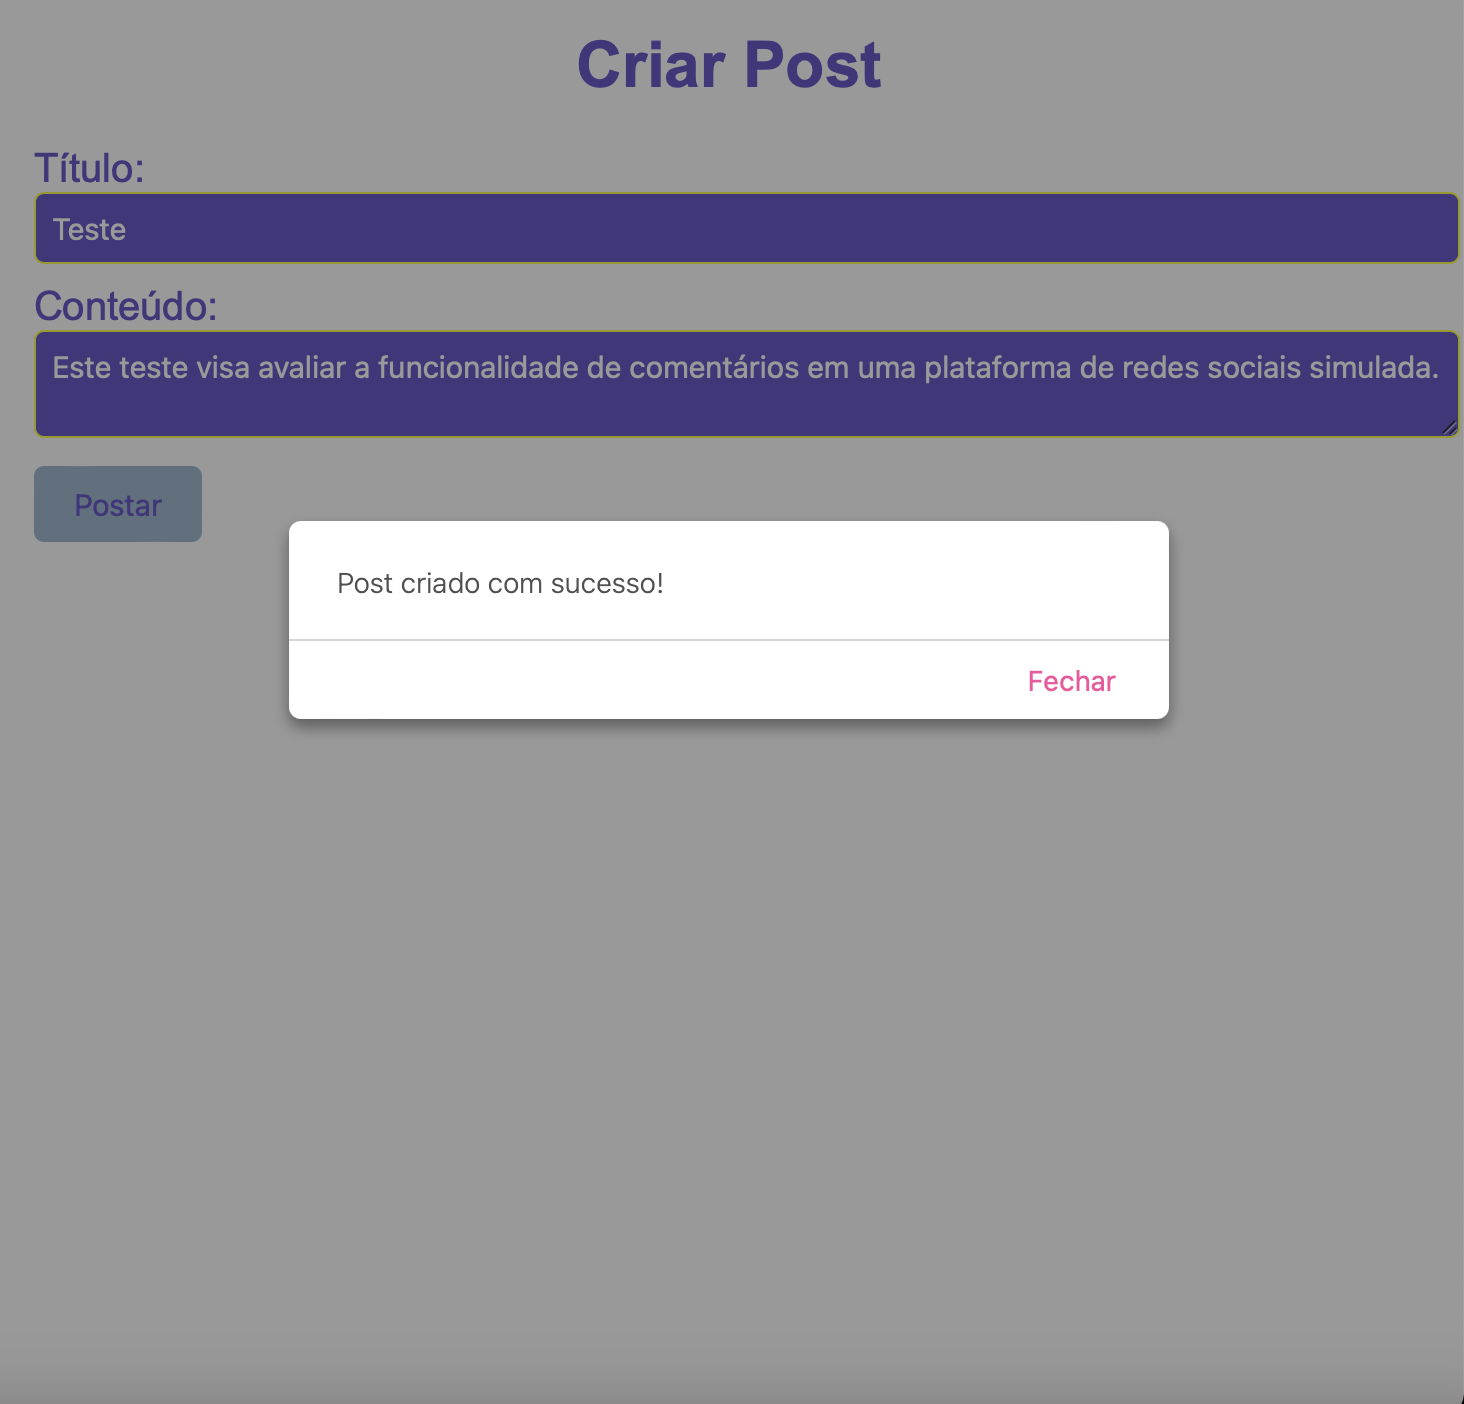 Criar Post
Título:
Teste
Conteúdo:
Este teste visa avaliar a funcionalidade de comentários em uma plataforma de redes sociais simulada.
Postar
Post criado com sucesso!
Fechar